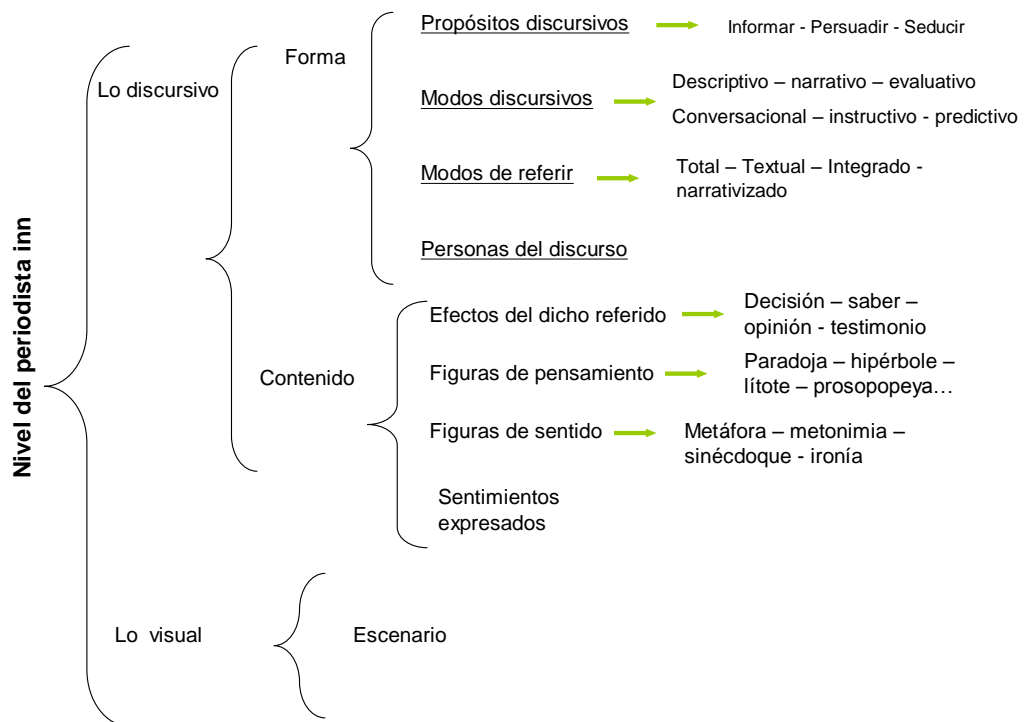 Nivel del periodista inn
Lo discursivo
Forma
Propósitos discursivos
Informar - Persuadir - Seducir
Modos discursivos
Descriptivo – narrativo – evaluativo
Conversacional – instructivo - predictivo
Modos de referir
Total – Textual – Integrado -
narrativizado
Personas del discurso
Contenido
Efectos del dicho referido
Decisión – saber –
opinión - testimonio
Figuras de pensamiento
Paradoja – hipérbole –
lítote – prosopopeya…
Figuras de sentido
Metáfora – metonimia –
sinécdoque - ironía
Sentimientos
expresados
Lo visual
Escenario